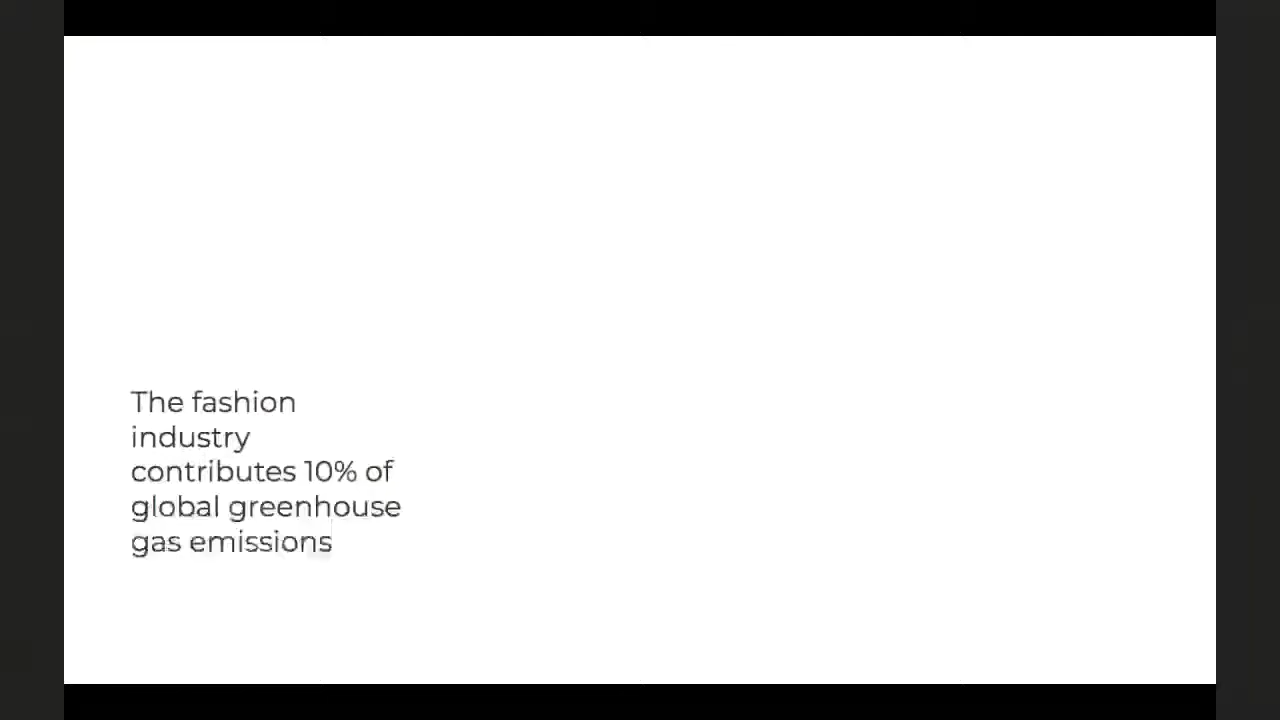 The fashion
industry
contributes 10% of
global greenhouse
gas emissions